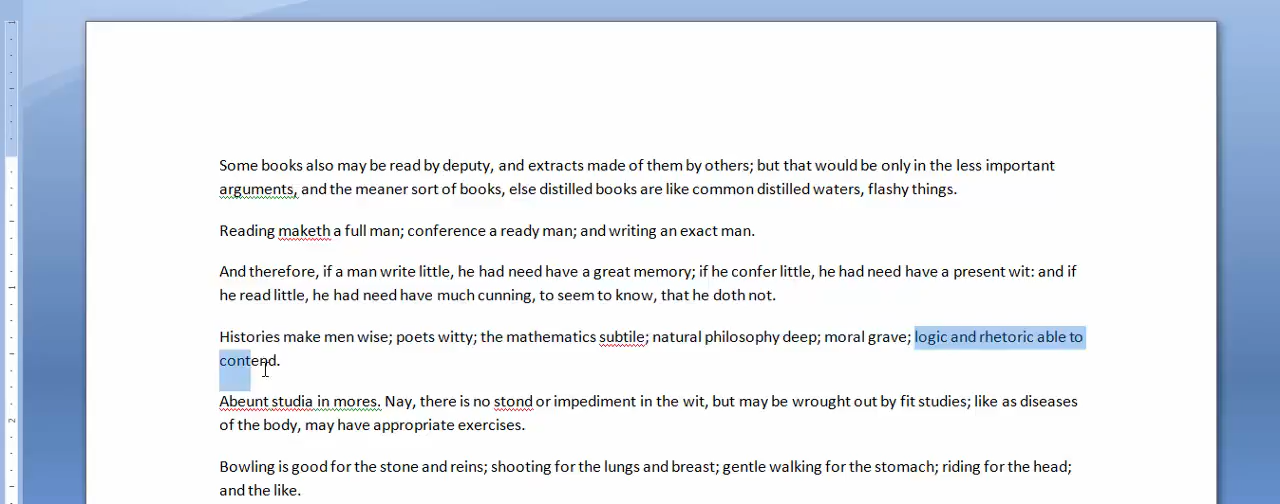 Some books also may be read by deputy, and extracts made of them by others; but that would be only in the less important
arguments, and the meaner sort of books, else distilled books are like common distilled waters, flashy things.
Reading maketh a full man; conference a ready man; and writing an exact man.
And therefore, if a man write little, he had need have a great memory; if he confer little, he had need have a present wit: and if
he read little, he had need have much cunning, to seem to know, that he doth not.
Histories make men wise; poets witty; the mathematics subtile; natural philosophy deep; moral grave; logic and rhetoric able to
contend.
Abeunt studia in mores. Nay, there is no stond or impediment in the wit, but may be wrought out by fit studies; like as diseases
of the body, may have appropriate exercises.
Bowling is good for the stone and reins; shooting for the lungs and breast; gentle walking for the stomach; riding for the head;
and the like.
1
2